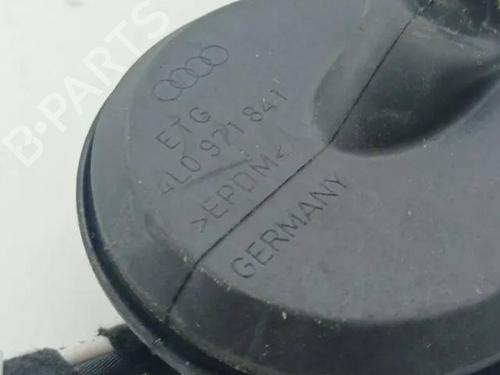 B-PARTS
ETG
4L0 971 841
>EPDM<
GERMANY